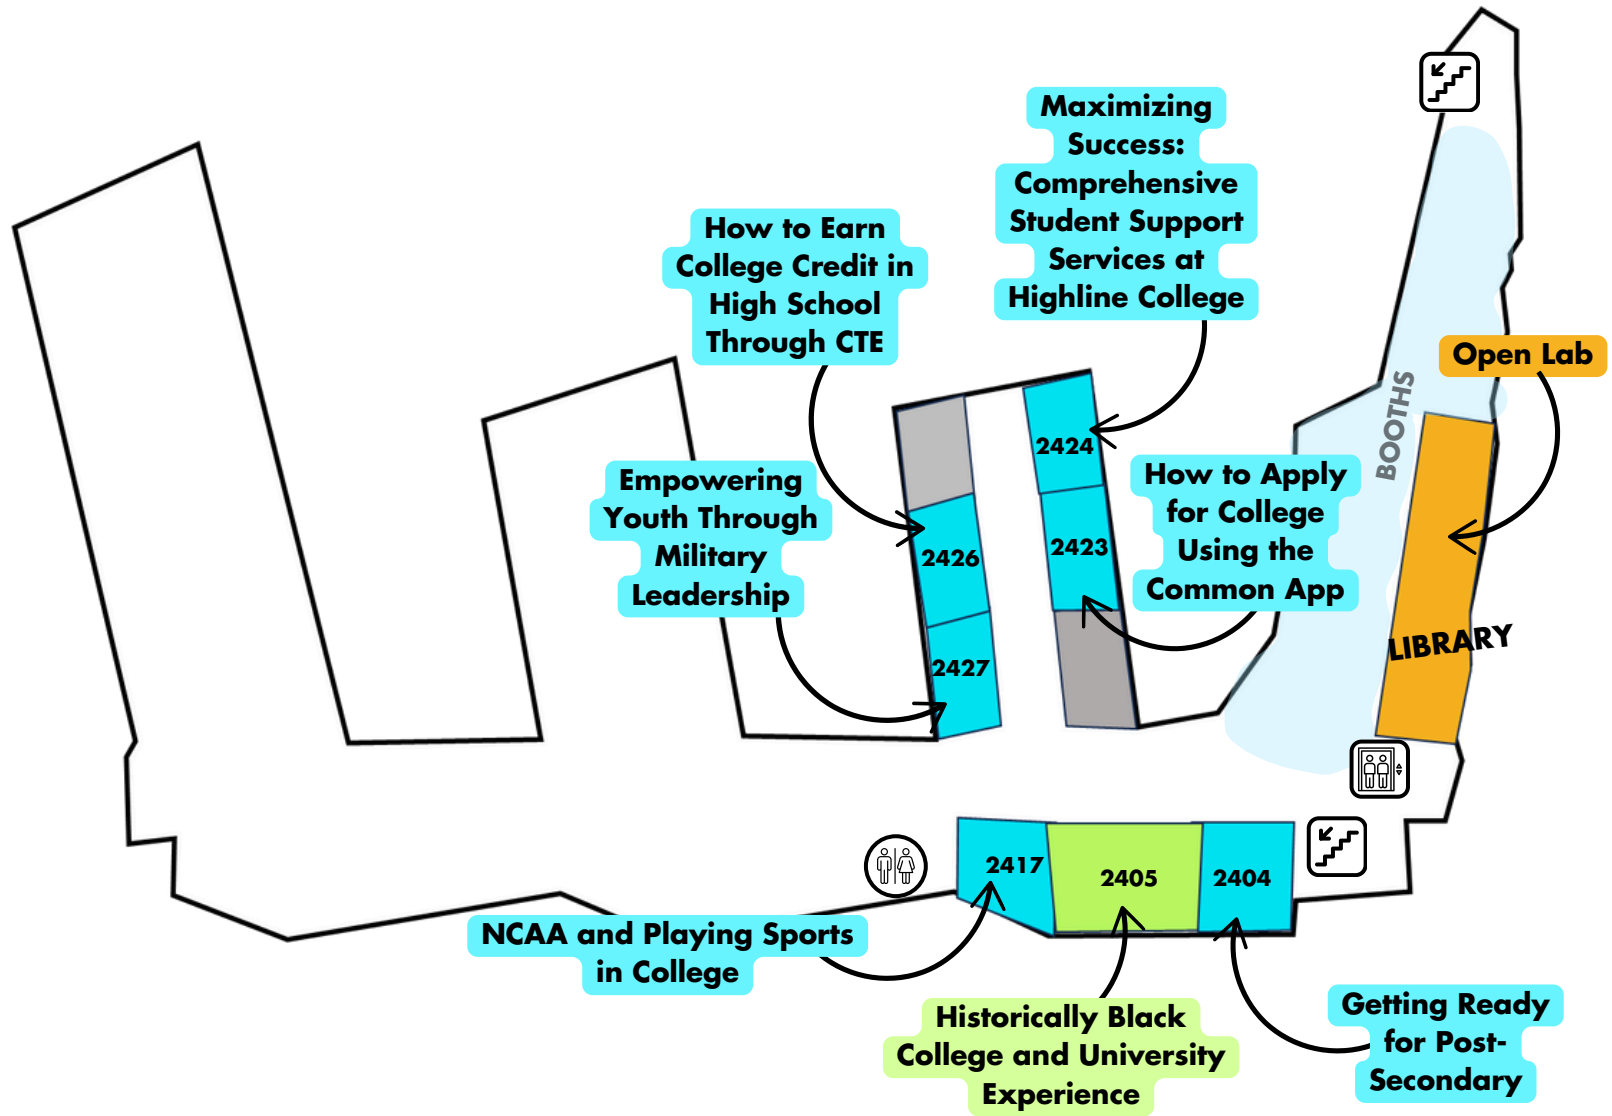 Maximizing
Success:
Comprehensive
Student Support
Services at
Highline College
How to Earn
College Credit in
High School
Through CTE
Open Lab
BOOTHS
2424
How to Apply
for College
Using the
Common App
Empowering
Youth Through
Military
Leadership
2426
2423
2427
LIBRARY
2417
2405
2404
NCAA and Playing Sports
in College
Historically Black
College and University
Experience
Getting Ready
for Post-
Secondary